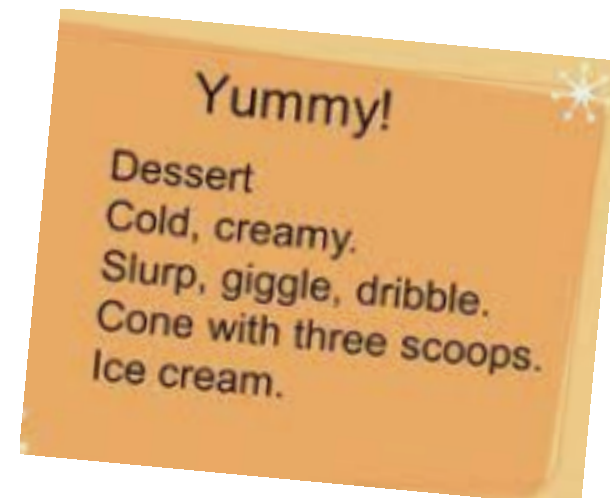 Yummy!
Dessert
Cold, creamy.
Slurp, giggle, dribble.
Cone with three scoops.
Ice cream.